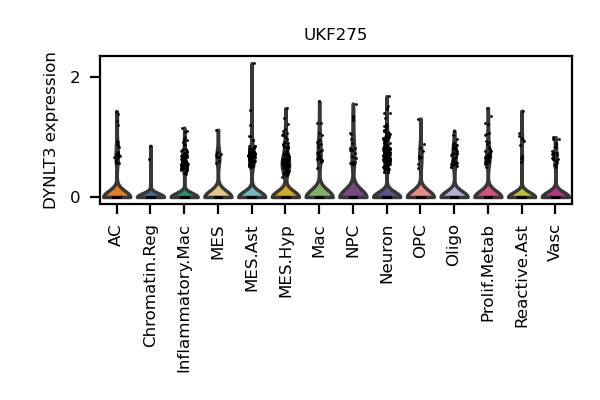 UKF275
DYNLT3 expression
2
0
AC
Chromatin.Reg
Inflammatory.Mac
MES
MES.Ast
MES.Hyp
Mac
NPC
Neuron
OPC
Oligo
Prolif.Metab
Reactive.Ast
Vasc